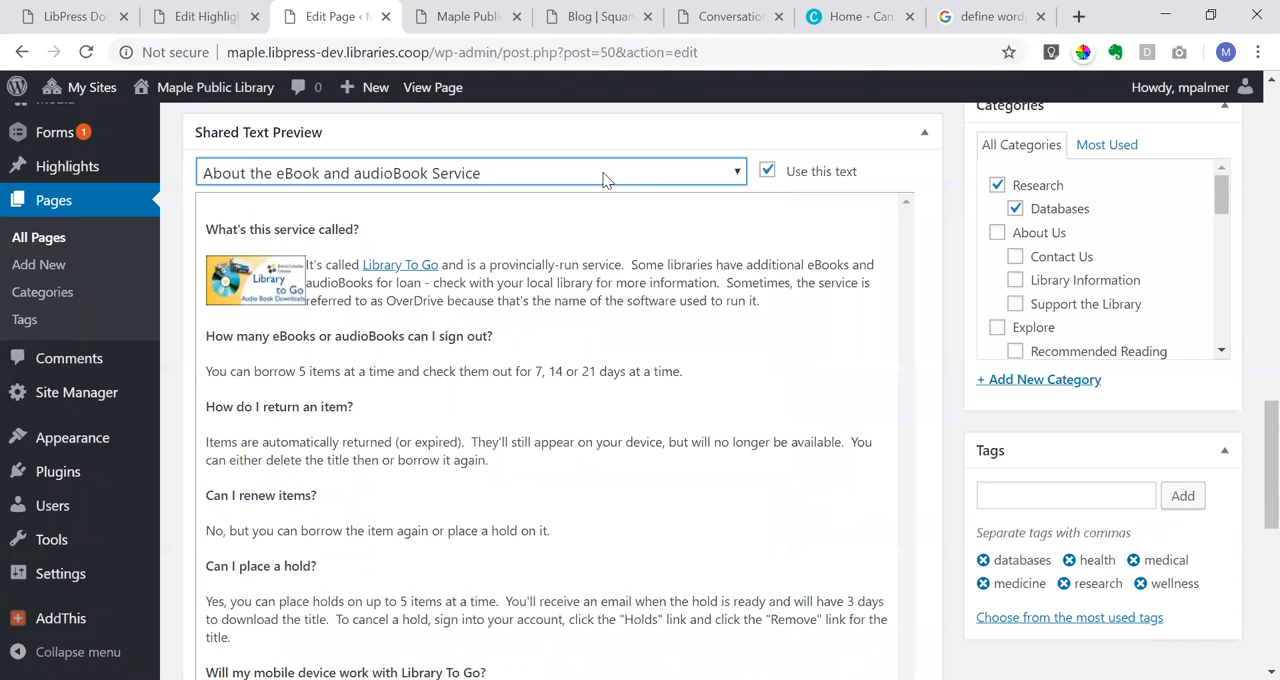 LibPress Do
Edit Highlig
Edit Page ‹ M
Maple Publi
Blog | Squa
Conversatio
Home - Can
define word
Not secure | maple.libpress-dev.libraries.coop/wp-admin/post.php?post=50&action=edit
My Sites Maple Public Library 0 New View Page Howdy, mpalmer
Forms 1
Highlights
Pages
All Pages
Add New
Categories
Tags
Comments
Site Manager
Appearance
Plugins
Users
Tools
Settings
AddThis
Collapse menu
Shared Text Preview
About the eBook and audioBook Service
Use this text
What's this service called?
Library
to Go
Audio Book Downloads
It's called Library To Go and is a provincially-run service. Some libraries have additional eBooks and
audioBooks for loan - check with your local library for more information. Sometimes, the service is
referred to as OverDrive because that's the name of the software used to run it.
How many eBooks or audioBooks can I sign out?
You can borrow 5 items at a time and check them out for 7, 14 or 21 days at a time.
How do I return an item?
Items are automatically returned (or expired). They'll still appear on your device, but will no longer be available. You
can either delete the title then or borrow it again.
Can I renew items?
No, but you can borrow the item again or place a hold on it.
Can I place a hold?
Yes, you can place holds on up to 5 items at a time. You'll receive an email when the hold is ready and will have 3 days
to download the title. To cancel a hold, sign into your account, click the "Holds" link and click the "Remove" link for the
title.
Will my mobile device work with Library To Go?
Categories
All Categories Most Used
Research
Databases
About Us
Contact Us
Library Information
Support the Library
Explore
Recommended Reading
+ Add New Category
Tags
Add
Separate tags with commas
databases health medical
medicine research wellness
Choose from the most used tags